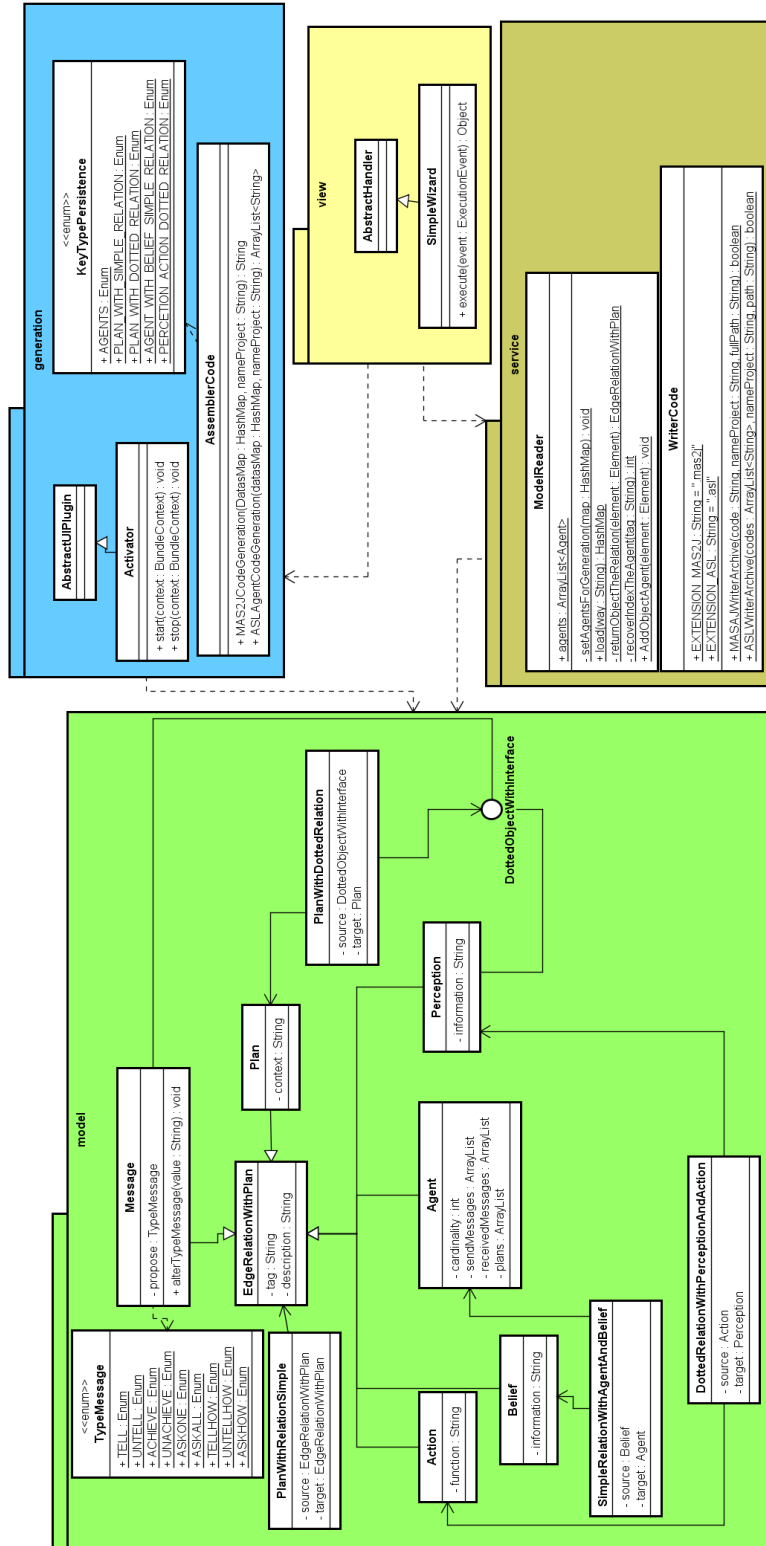 generation
<<enum>>
KeyTypePersistence
+ AGENTS : Enum
+ PLAN_WITH_SIMPLE_RELATION : Enum
+ PLAN_WITH_DOTTED_RELATION : Enum
+ AGENT_WITH_BELIEF_SIMPLE_RELATION : Enum
+ PERCETION_ACTION_DOTTED_RELATION : Enum
AbstractUIPlugin
Activator
+ start(context : BundleContext) : void
+ stop(context : BundleContext) : void
AssemblerCode
+ MAS2JCodeGeneration(DatasMap : HashMap, nameProject : String) : String
+ ASLAgentCodeGeneration(datasMap : HashMap, nameProject : String) : ArrayList<String>
view
AbstractHandler
SimpleWizard
+ execute(event : ExecutionEvent) : Object
service
ModelReader
+ agents : ArrayList<Agent>
- setAgentsForGeneration(map : HashMap) : void
+ load(way : String) : HashMap
- returnObjectTheRelation(element : Element) : EdgeRelationWithPlan
- recoverIndexTheAgent(tag : String) : int
+ AddObjectAgent(element : Element) : void
WriterCode
+ EXTENSION_MAS2J : String = ".mas2j"
+ EXTENSION_ASL : String = ".asl"
+ MASAJWriterArchive(code : String, nameProject : String, fullPath : String) : boolean
+ ASLWriterArchive(codes : ArrayList<String>, nameProject : String, path : String) : boolean
model
<<enum>>
TypeMessage
+ TELL : Enum
+ UNTELL : Enum
+ ACHIEVE : Enum
+ UNACHIEVE : Enum
+ ASKONE : Enum
+ ASKALL : Enum
+ TELLHOW : Enum
+ UNTELLHOW : Enum
+ ASKHOW : Enum
Message
- propose : TypeMessage
+ alterTypeMessage(value : String) : void
PlanWithRelationSimple
- source : EdgeRelationWithPlan
- target : EdgeRelationWithPlan
EdgeRelationWithPlan
- tag : String
- description : String
Plan
- context : String
PlanWithDottedRelation
- source : DottedObjectWithInterface
- target : Plan
DottedObjectWithInterface
Action
- function : String
Belief
- information : String
Agent
- cardinality : int
- sendMessages : ArrayList
- receivedMessages : ArrayList
- plans : ArrayList
Perception
- information : String
SimpleRelationWithAgentAndBelief
- source : Belief
- target : Agent
DottedRelationWithPerceptionAndAction
- source : Action
- target : Perception